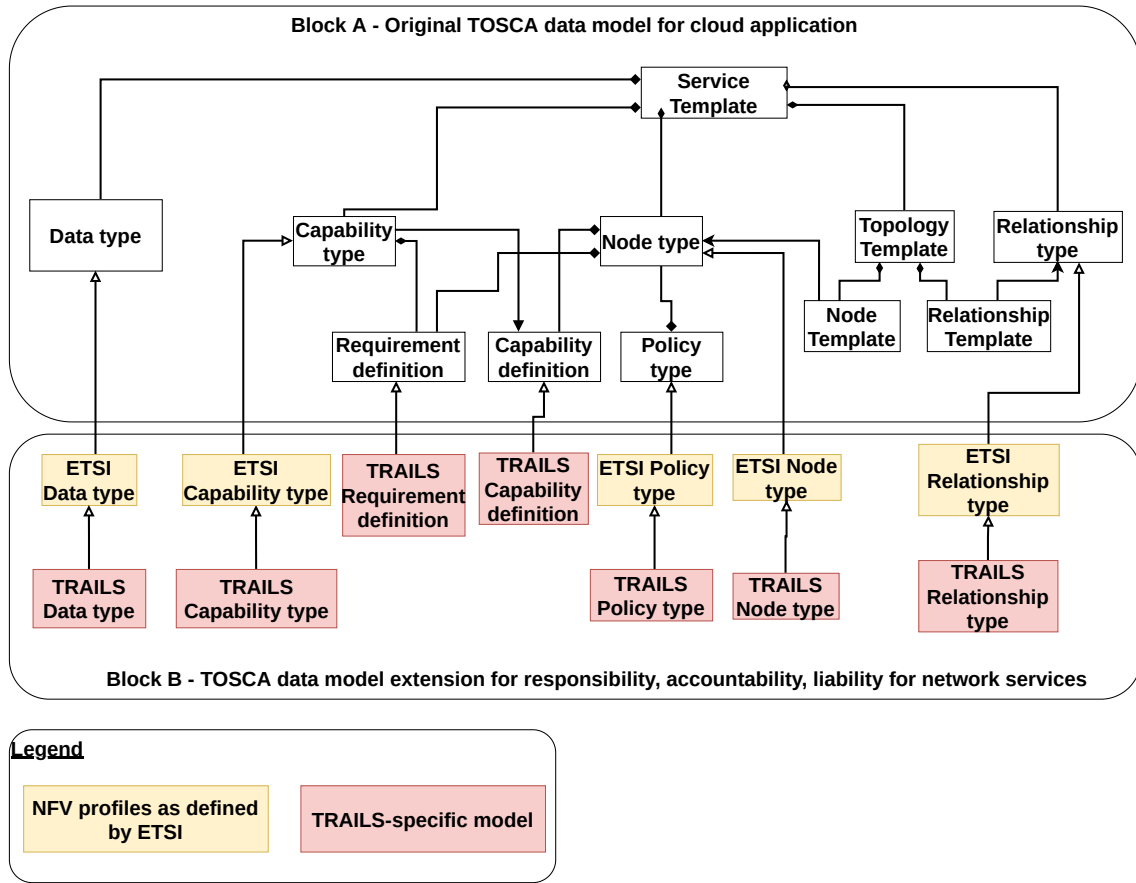 Block A - Original TOSCA data model for cloud application
Service
Template
Data type
Capability
type
Node type
Topology
Template
Relationship
type
Requirement
definition
Capability
definition
Policy
type
Node
Template
Relationship
Template
ETSI
Data type
ETSI
Capability type
TRAILS
Requirement
definition
TRAILS
Capability
definition
ETSI Policy
type
ETSI Node
type
ETSI
Relationship
type
TRAILS
Data type
TRAILS
Capability type
TRAILS
Policy type
TRAILS
Node type
TRAILS
Relationship
type
Block B - TOSCA data model extension for responsibility, accountability, liability for network services
Legend
NFV profiles as defined
by ETSI
TRAILS-specific model